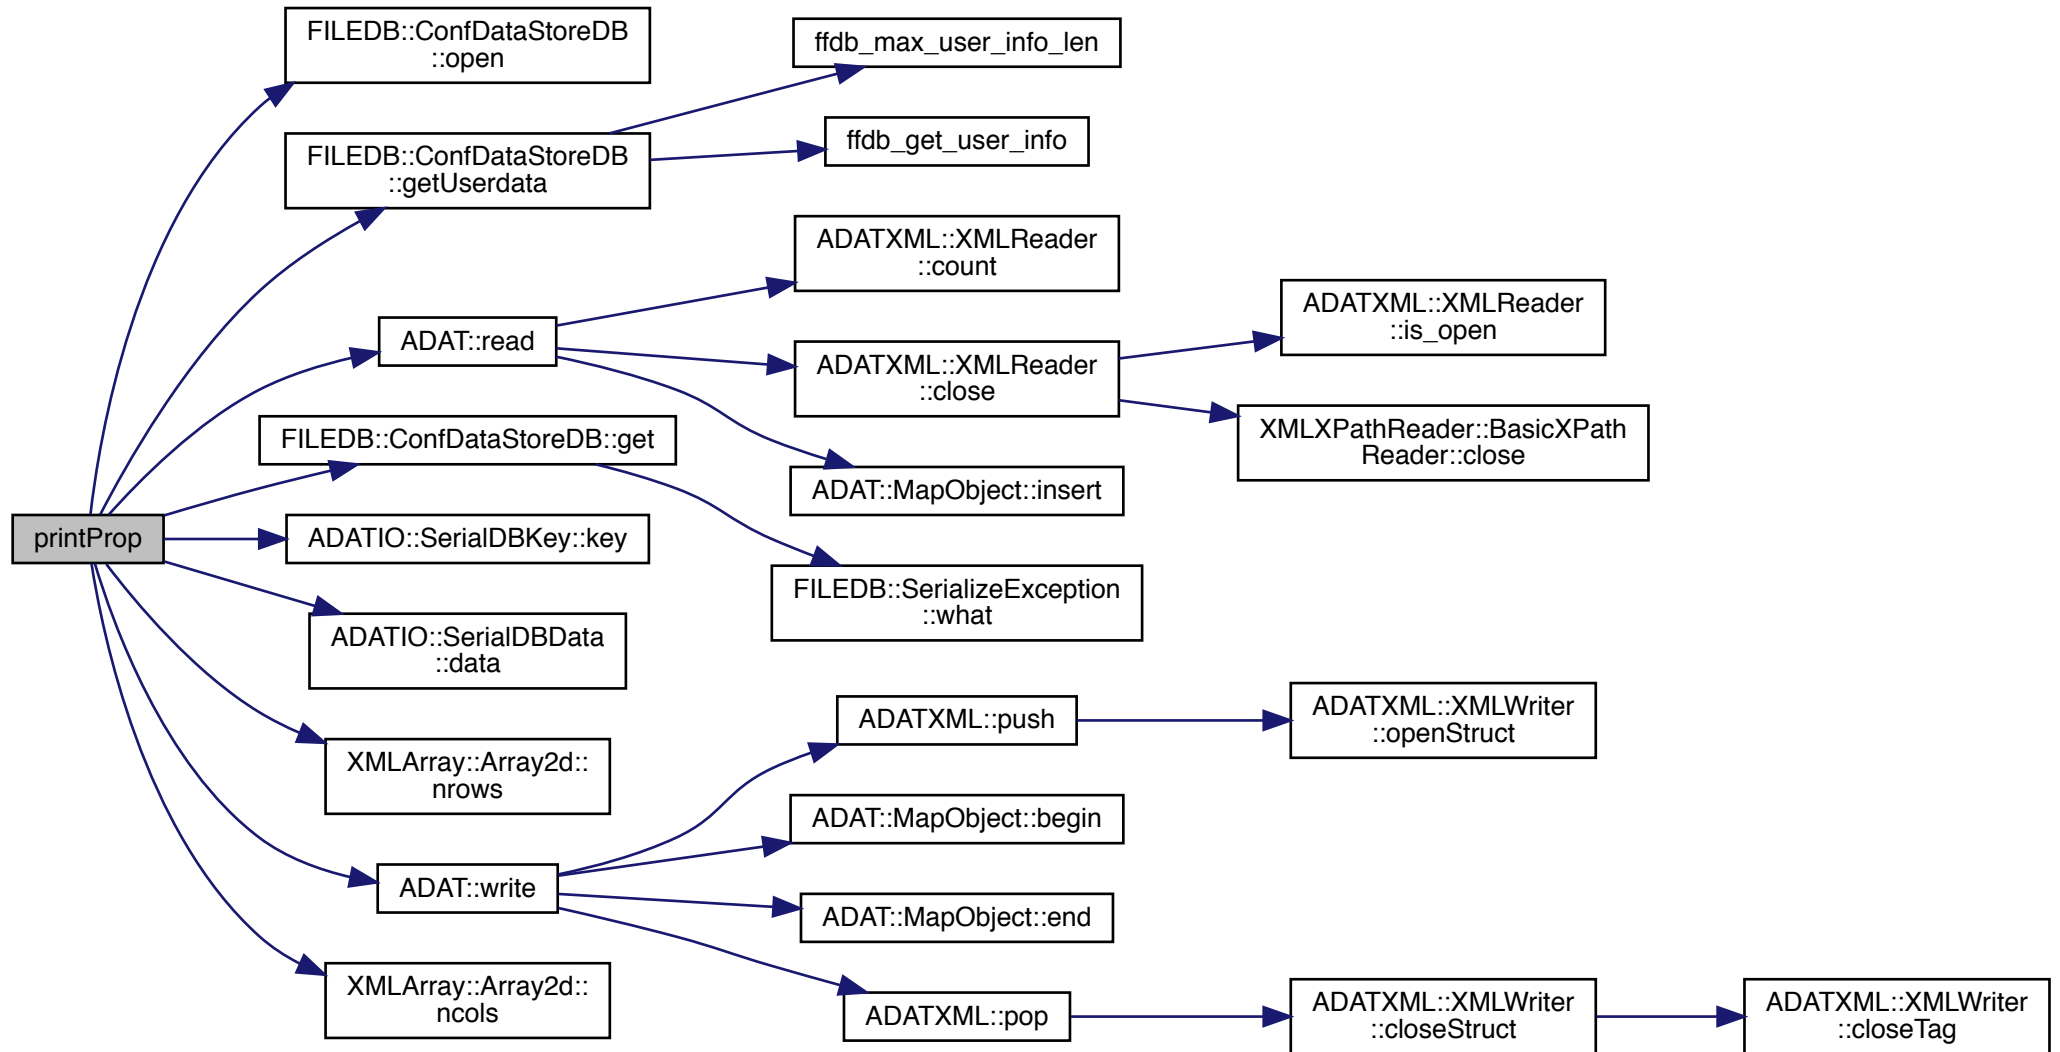 printProp
FILEDB::ConfDataStoreDB
::open
FILEDB::ConfDataStoreDB
::getUserdata
ffdb_max_user_info_len
ffdb_get_user_info
ADAT::read
ADATXML::XMLReader
::count
ADATXML::XMLReader
::close
ADATXML::XMLReader
::is_open
XMLXPathReader::BasicXPath
Reader::close
ADAT::MapObject::insert
FILEDB::ConfDataStoreDB::get
FILEDB::SerializeException
::what
ADATIO::SerialDBKey::key
ADATIO::SerialDBData
::data
XMLArray::Array2d::
nrows
ADAT::write
ADATXML::push
ADATXML::XMLWriter
::openStruct
ADAT::MapObject::begin
ADAT::MapObject::end
ADATXML::pop
ADATXML::XMLWriter
::closeStruct
ADATXML::XMLWriter
::closeTag
XMLArray::Array2d::
ncols